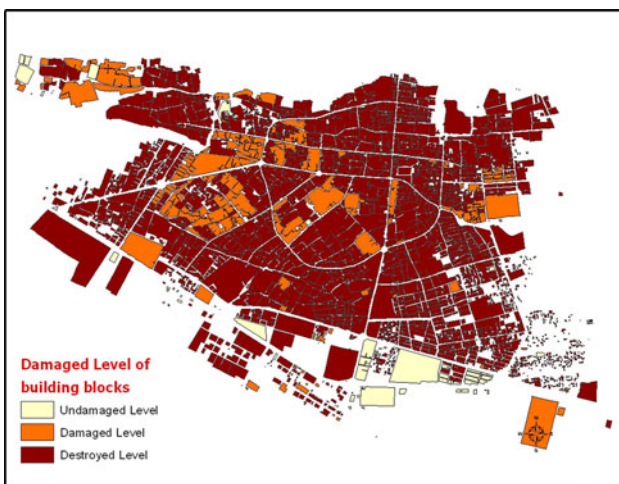 Damaged Level of
building blocks
Undamaged Level
Damaged Level
Destroyed Level